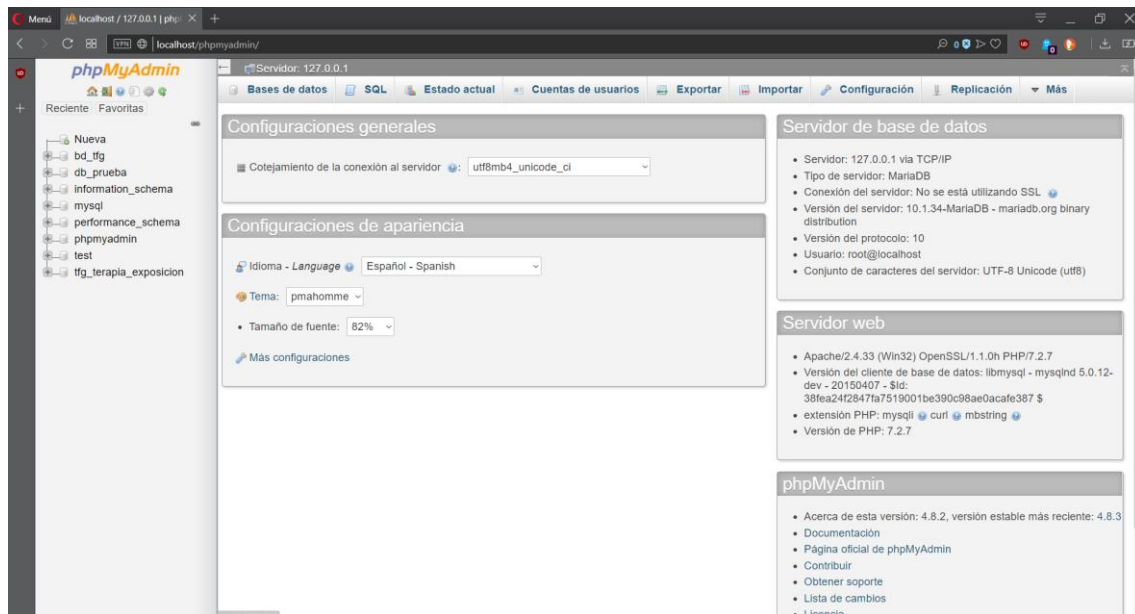 Menú
localhost / 127.0.0.1 | php
VPN
localhost/phpmyadmin/
phpMyAdmin
Reciente Favoritas
Nueva
bd_tfg
db_prueba
information_schema
mysql
performance_schema
phpmyadmin
test
tfg_terapia_exposicion
Servidor: 127.0.0.1
Bases de datos SQL Estado actual Cuentas de usuarios Exportar Importar Configuración Replicación Más
Configuraciones generales
Cotejamiento de la conexión al servidor : utf8mb4_unicode_ci
Configuraciones de apariencia
Idioma - Language Español - Spanish
Tema: pmahomme
• Tamaño de fuente: 82%
Más configuraciones
Servidor de base de datos
• Servidor: 127.0.0.1 via TCP/IP
• Tipo de servidor: MariaDB
• Conexión del servidor: No se está utilizando SSL
• Versión del servidor: 10.1.34-MariaDB - mariadb.org binary
distribution
• Versión del protocolo: 10
• Usuario: root@localhost
• Conjunto de caracteres del servidor: UTF-8 Unicode (utf8)
Servidor web
• Apache/2.4.33 (Win32) OpenSSL/1.1.0h PHP/7.2.7
• Versión del cliente de base de datos: libmysql - mysqlnd 5.0.12-
dev - 20150407 - $Id:
38fea24f2847fa7519001be390c98ae0acafe387 $
• extensión PHP: mysqli curl mbstring
• Versión de PHP: 7.2.7
phpMyAdmin
• Acerca de esta versión: 4.8.2, versión estable más reciente: 4.8.3
• Documentación
• Página oficial de phpMyAdmin
• Contribuir
• Obtener soporte
• Lista de cambios
• Licencia